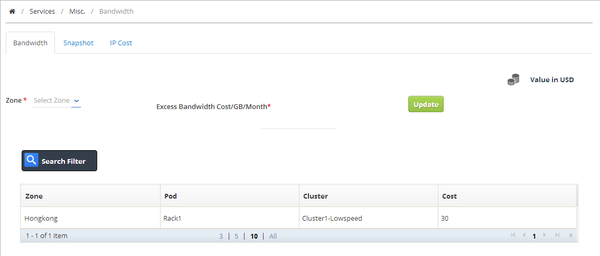 / Services / Misc. / Bandwidth
Bandwidth Snapshot IP Cost
Value in USD
Zone * Select Zone Excess Bandwidth Cost/GB/Month* Update
Search Filter
Zone Pod Cluster Cost
Hongkong Rack1 Cluster1-Lowspeed 30
1 - 1 of 1 item 3 | 5 | 10 | All 1